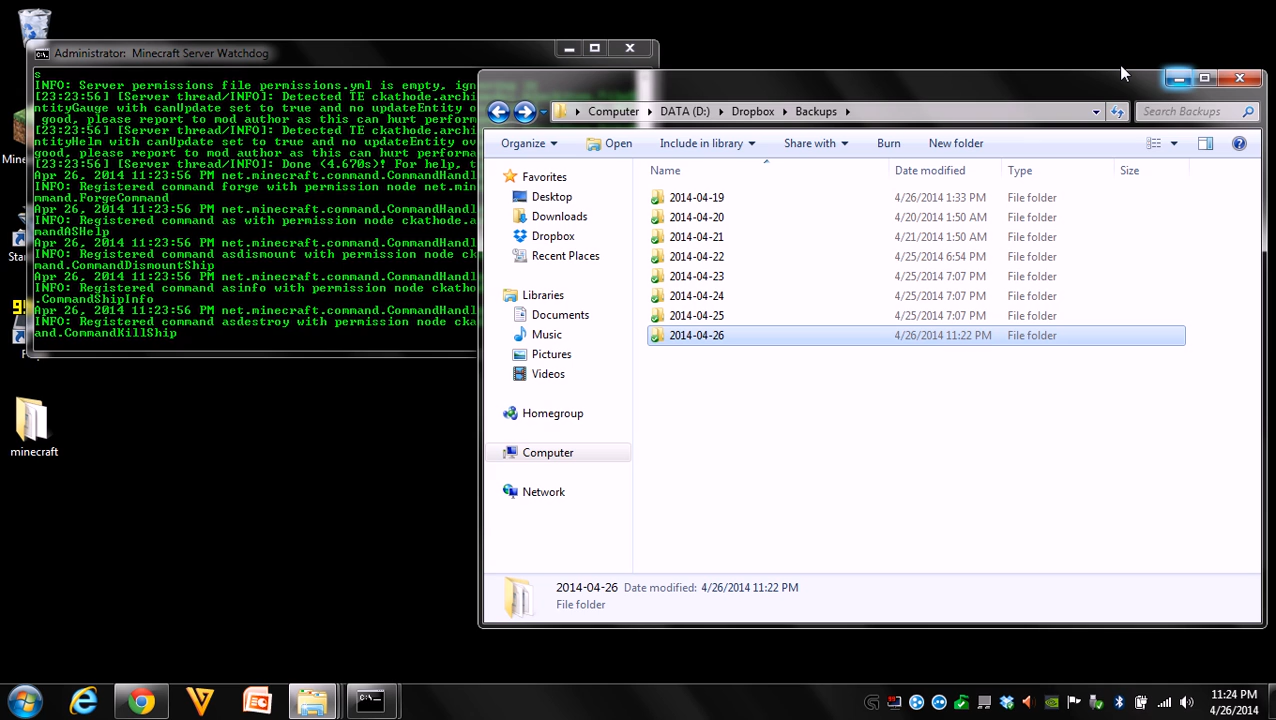 Administrator: Minecraft Server Watchdog
s
INFO: Server permissions file permissions.yml is empty, ign
[23:23:56] [Server thread/INFO]: Detected TE ckathode.archi
ntityGauge with canUpdate set to true and no updateEntity ov
good, please report to mod author as this can hurt perform
[23:23:56] [Server thread/INFO]: Detected TE ckathode.archi
ntityHelm with canUpdate set to true and no updateEntity ove
good, please report to mod author as this can hurt performa
[23:23:56] [Server thread/INFO]: Done (4.670s)! For help, t
Apr 26, 2014 11:23:56 PM net.minecraft.command.CommandHandl
INFO: Registered command forge with permission node net.min
mmand.ForgeCommand
Apr 26, 2014 11:23:56 PM net.minecraft.command.CommandHandl
INFO: Registered command as with permission node ckathode.a
mandASHelp
Apr 26, 2014 11:23:56 PM net.minecraft.command.CommandHandl
INFO: Registered command asdismount with permission node ck
mand.CommandDismountShip
Apr 26, 2014 11:23:56 PM net.minecraft.command.CommandHandl
INFO: Registered command asinfo with permission node ckatho
.CommandShipInfo
Apr 26, 2014 11:23:56 PM net.minecraft.command.CommandHandl
INFO: Registered command asdestroy with permission node cka
and.CommandKillShip
minecraft
Computer DATA (D:) Dropbox Backups Search Backups
Organize Open Include in library Share with Burn New folder
Favorites
Desktop
Downloads
Dropbox
Recent Places
Libraries
Documents
Music
Pictures
Videos
Homegroup
Computer
Network
Name Date modified Type Size
2014-04-19 4/26/2014 1:33 PM File folder
2014-04-20 4/20/2014 1:50 AM File folder
2014-04-21 4/21/2014 1:50 AM File folder
2014-04-22 4/25/2014 6:54 PM File folder
2014-04-23 4/25/2014 7:07 PM File folder
2014-04-24 4/25/2014 7:07 PM File folder
2014-04-25 4/25/2014 7:07 PM File folder
2014-04-26 4/26/2014 11:22 PM File folder
2014-04-26 Date modified: 4/26/2014 11:22 PM
File folder
11:24 PM
4/26/2014